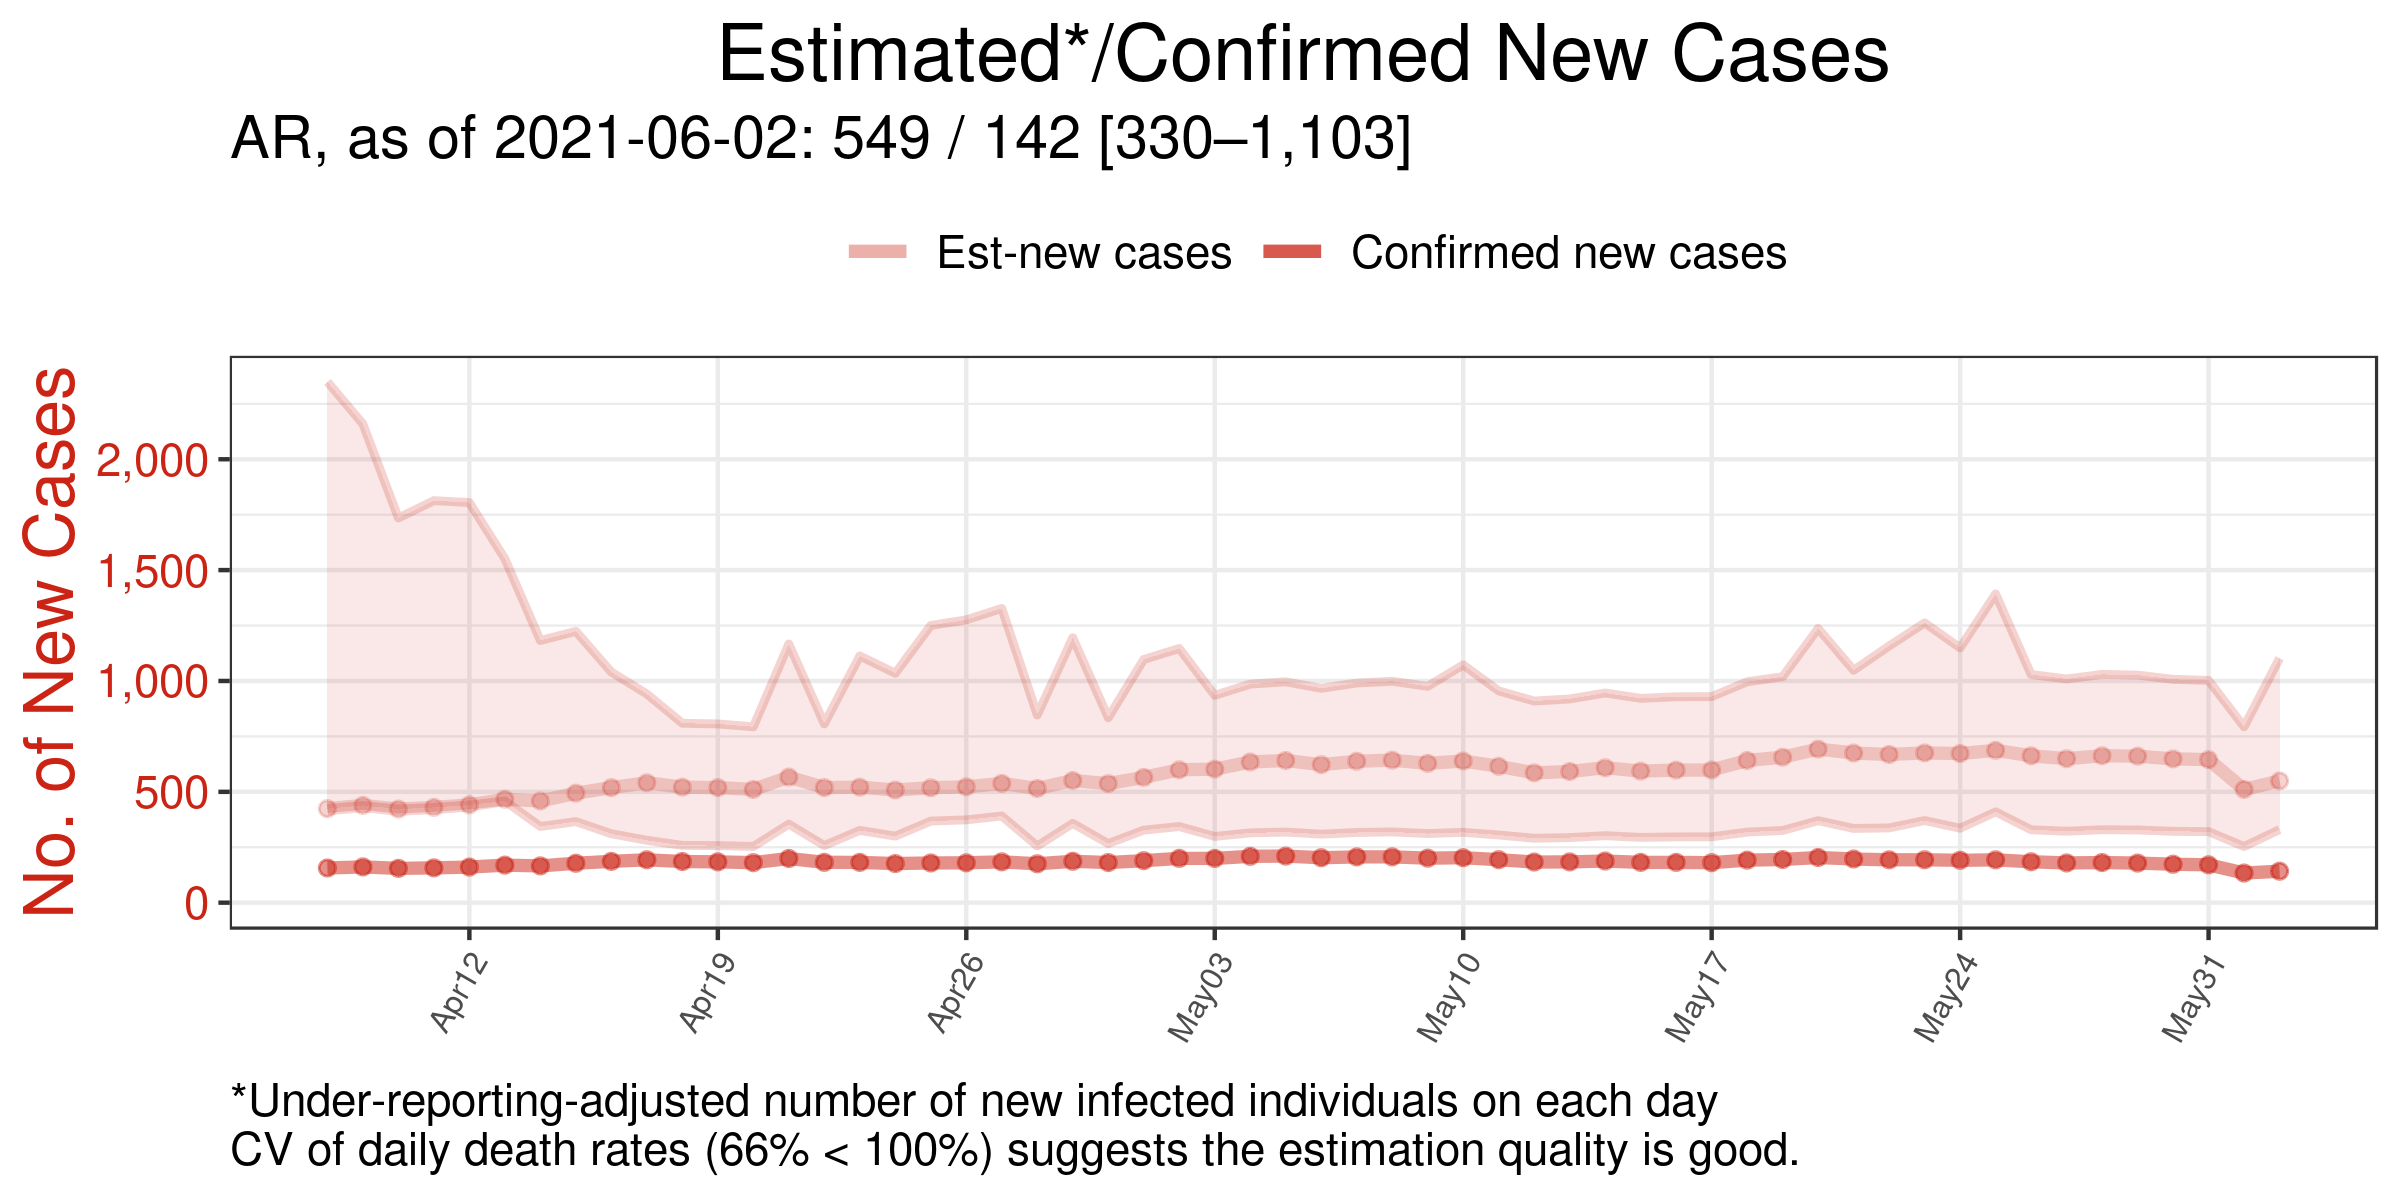 Estimated*/Confirmed New Cases
AR, as of 2021-06-02: 549 / 142 [330–1,103]
Est-new cases
Confirmed new cases
No. of New Cases
2,000
1,500
1,000
500
0
Apr12
Apr19
Apr26
May03
May10
May17
May24
May31
*Under-reporting-adjusted number of new infected individuals on each day
CV of daily death rates (66% < 100%) suggests the estimation quality is good.